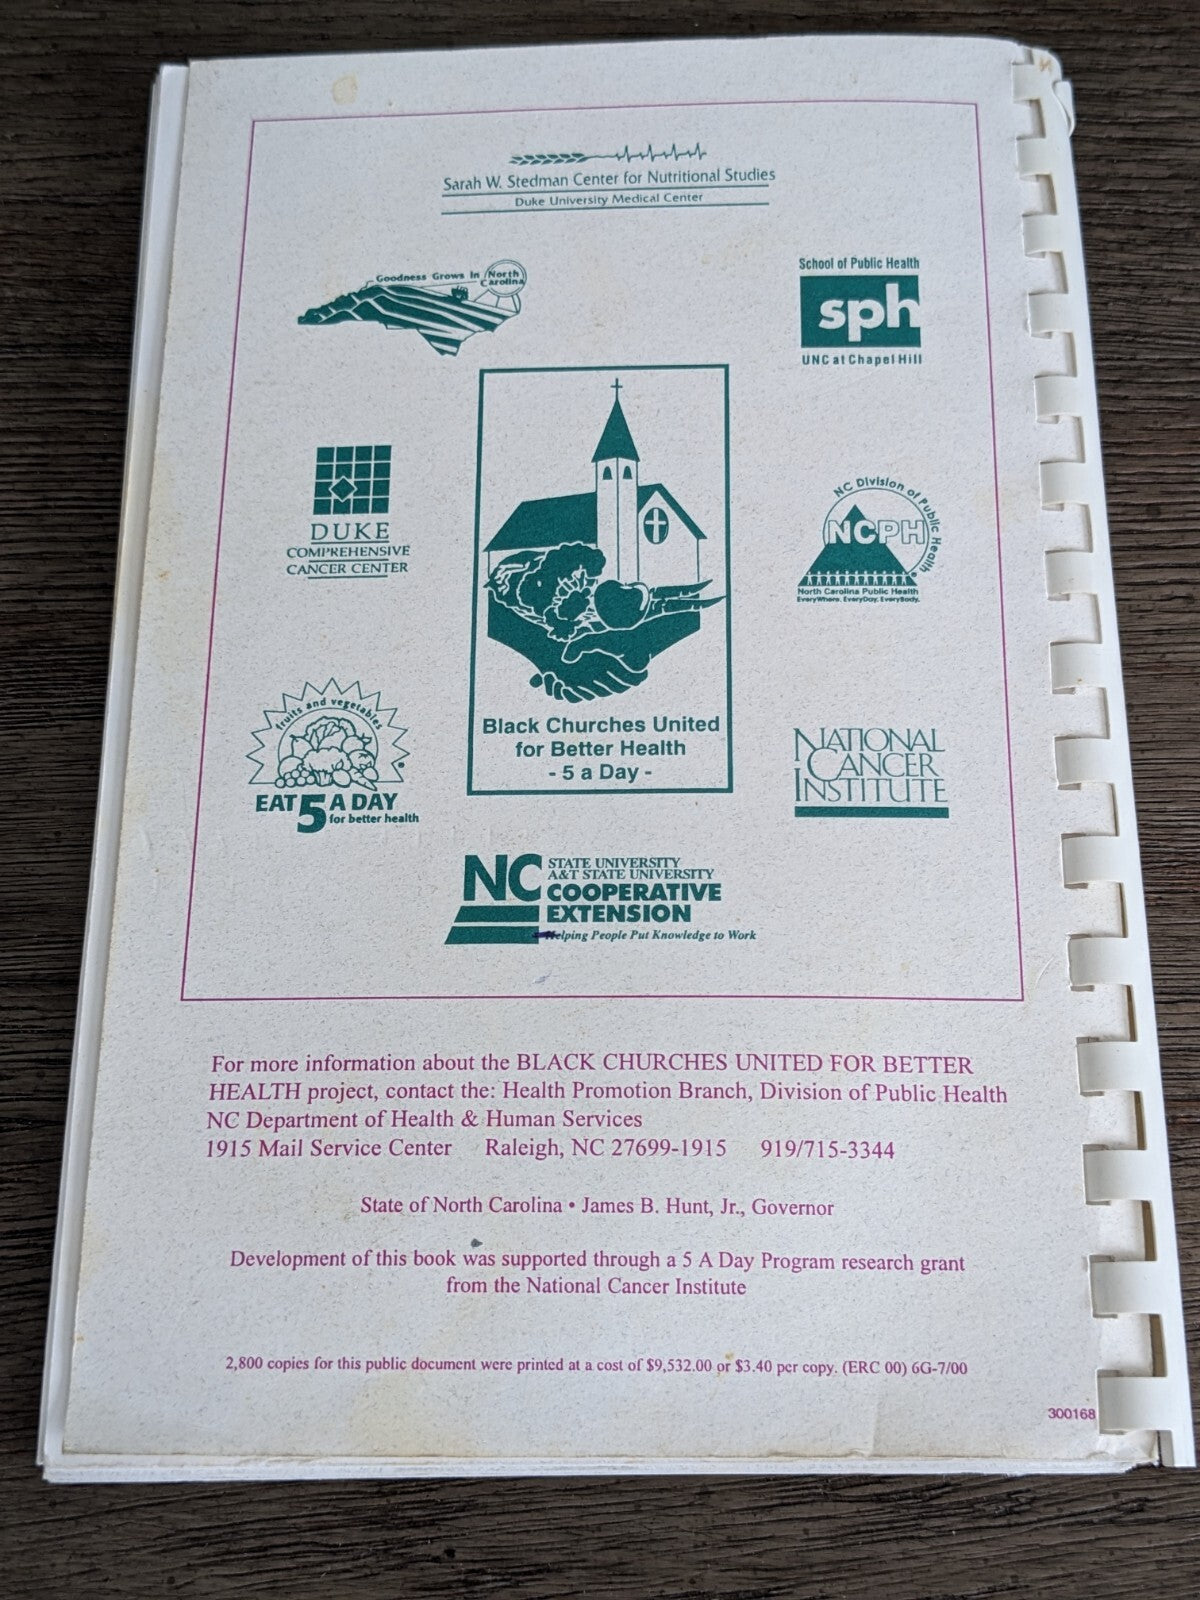 Sarah W. Stedman Center for Nutritional Studies
Duke University Medical Center
Goodness Grows In North
Carolina
School of Public Health
sph
UNC at Chapel Hill
DUKE
COMPREHENSIVE
CANCER CENTER
NC Division of Public Health
NCPH
North Carolina Public Health
EveryWhere. EveryDay. EveryBody.
fruits and vegetables
EAT 5 A DAY
for better health
Black Churches United
for Better Health
- 5 a Day -
NATIONAL
CANCER
INSTITUTE
NC STATE UNIVERSITY
A&T STATE UNIVERSITY
COOPERATIVE
EXTENSION
Helping People Put Knowledge to Work
For more information about the BLACK CHURCHES UNITED FOR BETTER
HEALTH project, contact the: Health Promotion Branch, Division of Public Health
NC Department of Health & Human Services
1915 Mail Service Center Raleigh, NC 27699-1915 919/715-3344
State of North Carolina • James B. Hunt, Jr., Governor
Development of this book was supported through a 5 A Day Program research grant
from the National Cancer Institute
2,800 copies for this public document were printed at a cost of $9,532.00 or $3.40 per copy. (ERC 00) 6G-7/00
300168